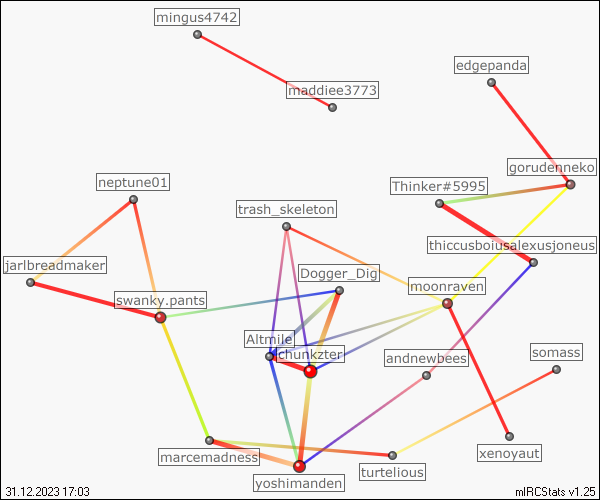 mingus4742
edgepanda
maddiee3773
gorudenneko
neptune01
Thinker#5995
trash_skeleton
thiccusboiusalexusjoneus
jarlbreadmaker
Dogger_Dig
moonraven
swanky.pants
Altmile
chunkzter
andnewbees
somass
marcemadness
xenoyaut
turtelious
yoshimanden
31.12.2023 17:03
mIRCStats v1.25